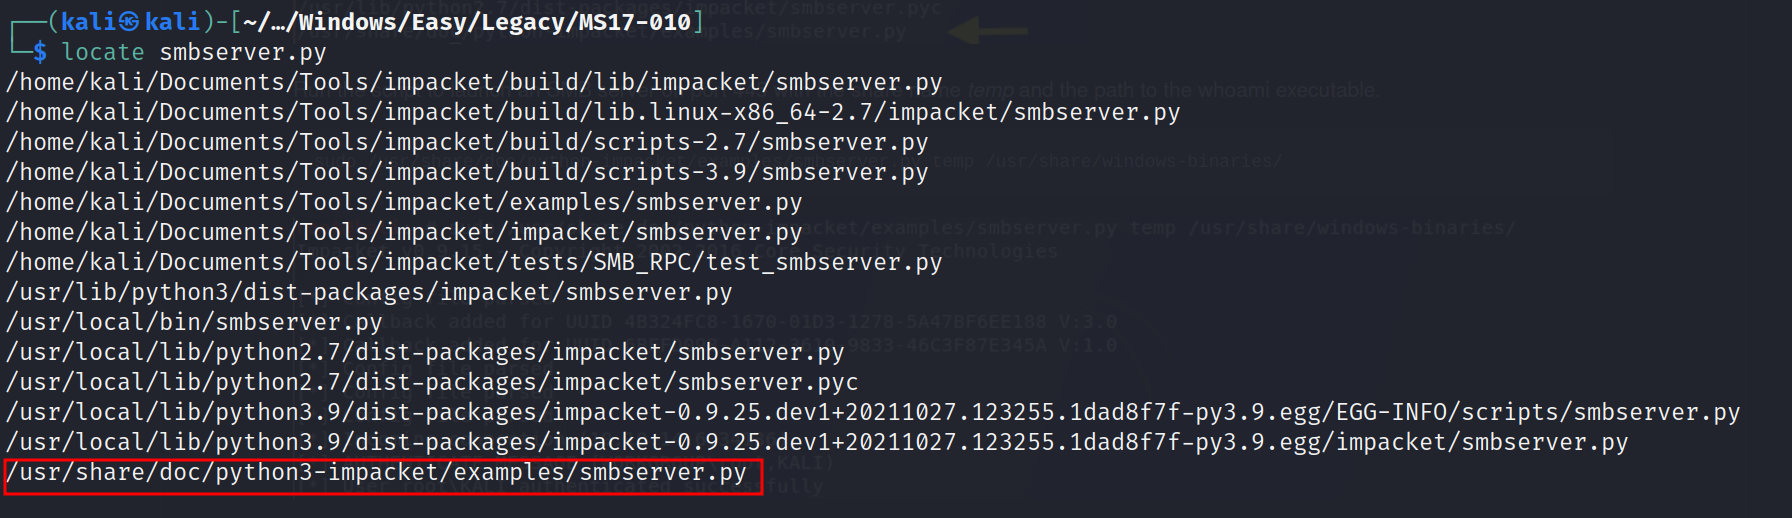 ┌──(kali㉿kali)-[~/…/Windows/Easy/Legacy/MS17-010]
└─$ locate smbserver.py
/home/kali/Documents/Tools/impacket/build/lib/impacket/smbserver.py
/home/kali/Documents/Tools/impacket/build/lib.linux-x86_64-2.7/impacket/smbserver.py
/home/kali/Documents/Tools/impacket/build/scripts-2.7/smbserver.py
/home/kali/Documents/Tools/impacket/build/scripts-3.9/smbserver.py
/home/kali/Documents/Tools/impacket/examples/smbserver.py
/home/kali/Documents/Tools/impacket/impacket/smbserver.py
/home/kali/Documents/Tools/impacket/tests/SMB_RPC/test_smbserver.py
/usr/lib/python3/dist-packages/impacket/smbserver.py
/usr/local/bin/smbserver.py
/usr/local/lib/python2.7/dist-packages/impacket/smbserver.py
/usr/local/lib/python2.7/dist-packages/impacket/smbserver.pyc
/usr/local/lib/python3.9/dist-packages/impacket-0.9.25.dev1+20211027.123255.1dad8f7f-py3.9.egg/EGG-INFO/scripts/smbserver.py
/usr/local/lib/python3.9/dist-packages/impacket-0.9.25.dev1+20211027.123255.1dad8f7f-py3.9.egg/impacket/smbserver.py
/usr/share/doc/python3-impacket/examples/smbserver.py